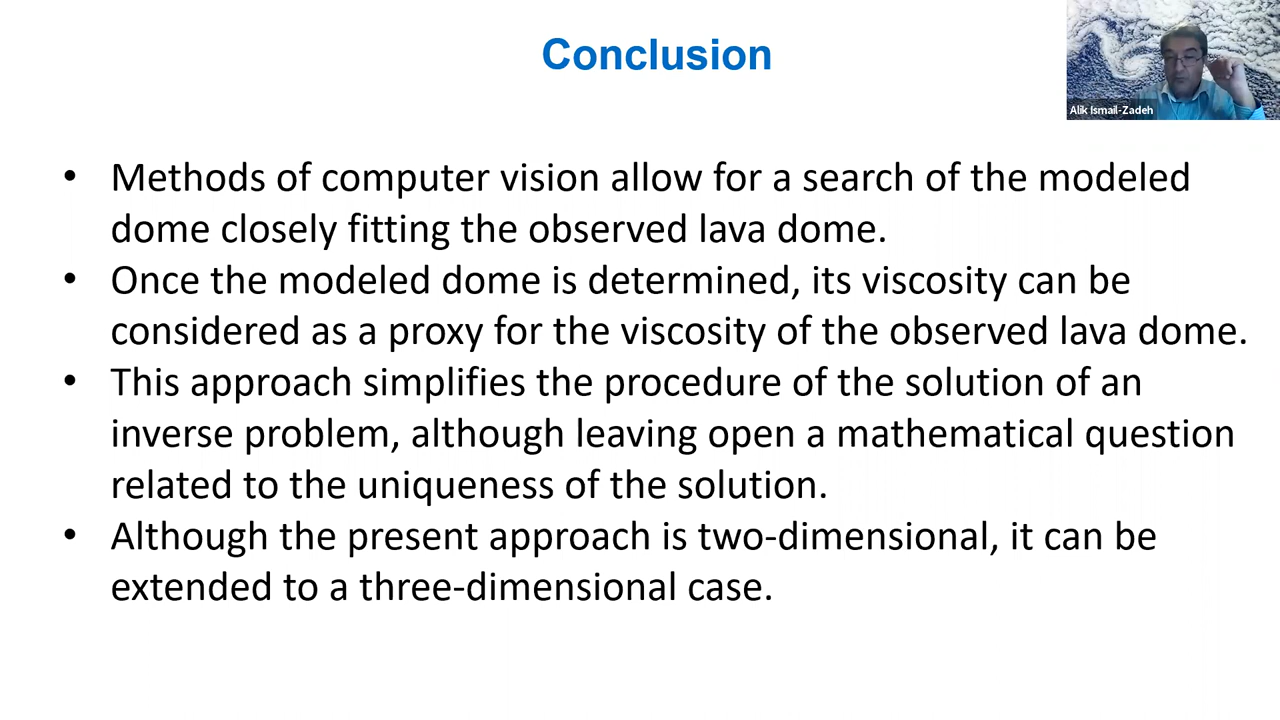 Conclusion
Alik Ismail-Zadeh
• Methods of computer vision allow for a search of the modeled
dome closely fitting the observed lava dome.
• Once the modeled dome is determined, its viscosity can be
considered as a proxy for the viscosity of the observed lava dome.
• This approach simplifies the procedure of the solution of an
inverse problem, although leaving open a mathematical question
related to the uniqueness of the solution.
• Although the present approach is two-dimensional, it can be
extended to a three-dimensional case.